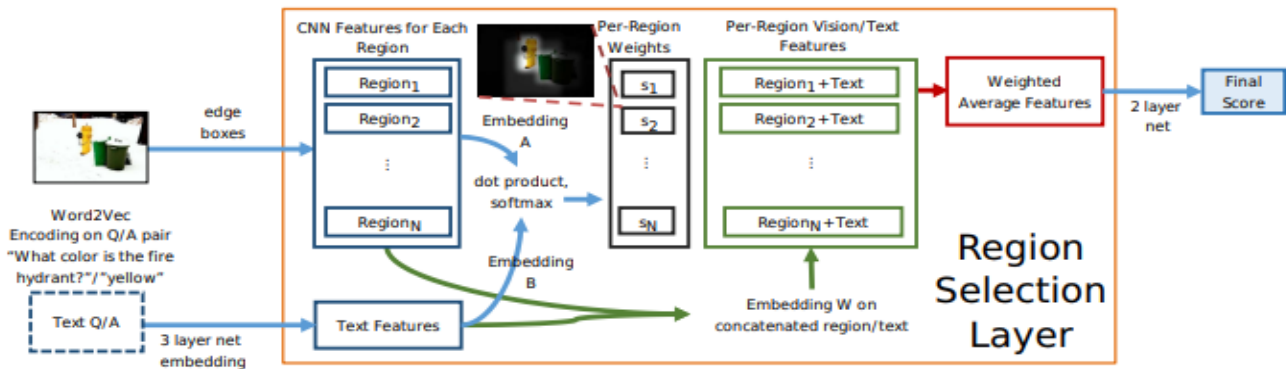 CNN Features for Each
Region
Region1
Region2
⋮
RegionN
Per-Region
Weights
s1
s2
⋮
sN
Per-Region Vision/Text
Features
Region1+Text
Region2+Text
⋮
RegionN+Text
Weighted
Average Features
2 layer
net
Final
Score
edge
boxes
Embedding
A
dot product,
softmax
Embedding
B
Word2Vec
Encoding on Q/A pair
"What color is the fire
hydrant?"/"yellow"
Text Q/A
3 layer net
embedding
Text Features
Embedding W on
concatenated region/text
Region
Selection
Layer